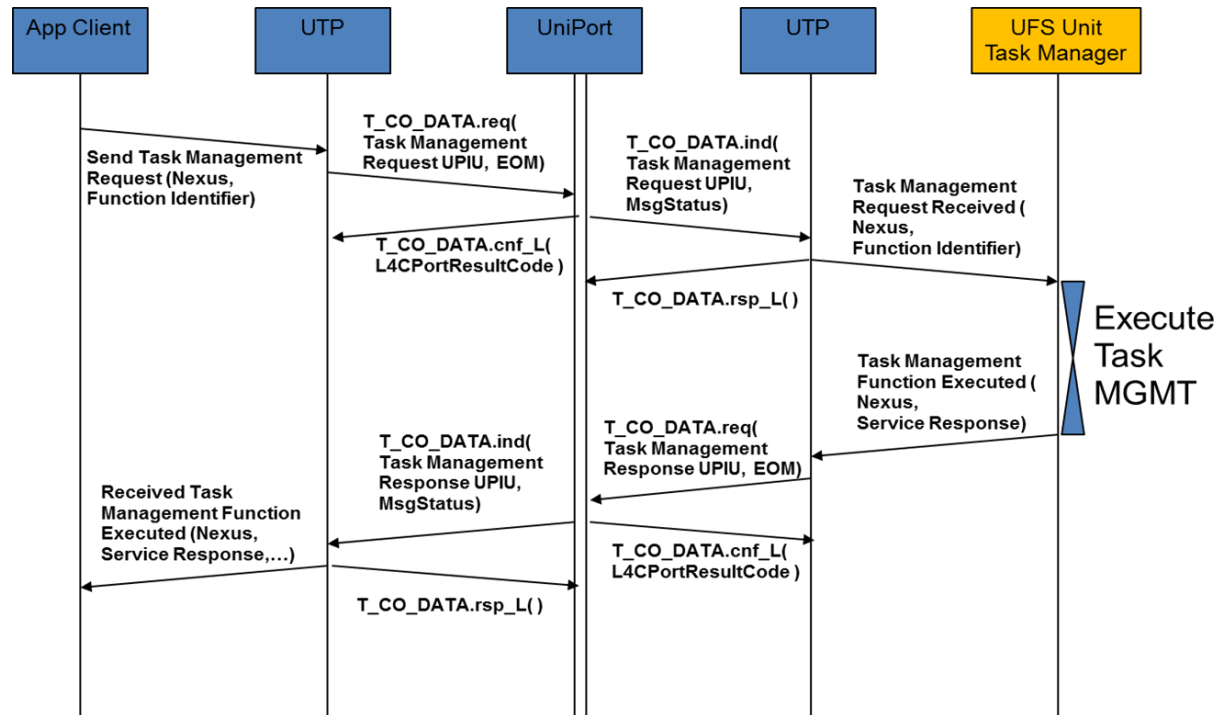 App Client
UTP
UniPort
UTP
UFS Unit
Task Manager
Send Task Management
Request (Nexus,
Function Identifier)
T_CO_DATA.req(
Task Management
Request UPIU, EOM)
T_CO_DATA.ind(
Task Management
Request UPIU,
MsgStatus)
Task Management
Request Received (
Nexus,
Function Identifier)
T_CO_DATA.cnf_L(
L4CPortResultCode )
T_CO_DATA.rsp_L( )
Execute
Task
MGMT
Task Management
Function Executed (
Nexus,
Service Response)
T_CO_DATA.req(
Task Management
Response UPIU, EOM)
T_CO_DATA.ind(
Task Management
Response UPIU,
MsgStatus)
Received Task
Management Function
Executed (Nexus,
Service Response,…)
T_CO_DATA.cnf_L(
L4CPortResultCode )
T_CO_DATA.rsp_L( )